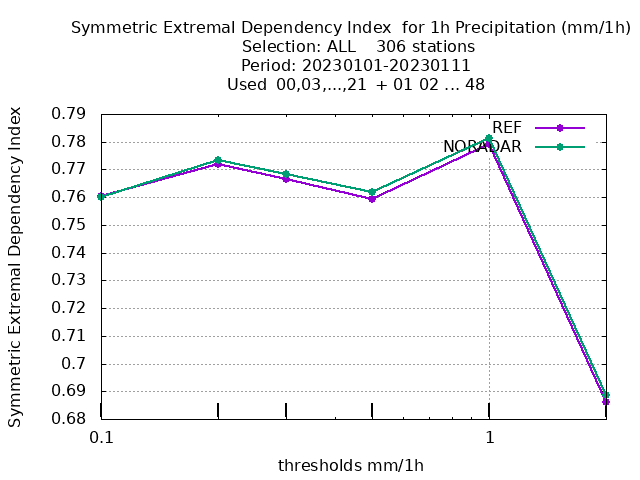 Symmetric Extremal Dependency Index  for 1h Precipitation (mm/1h)
Selection: ALL    306 stations
Period: 20230101-20230111
Used  00,03,...,21  + 01 02 ... 48
Symmetric Extremal Dependency Index
0.79
0.78
0.77
0.76
0.75
0.74
0.73
0.72
0.71
0.7
0.69
0.68
REF
NORADAR
0.1
1
thresholds mm/1h